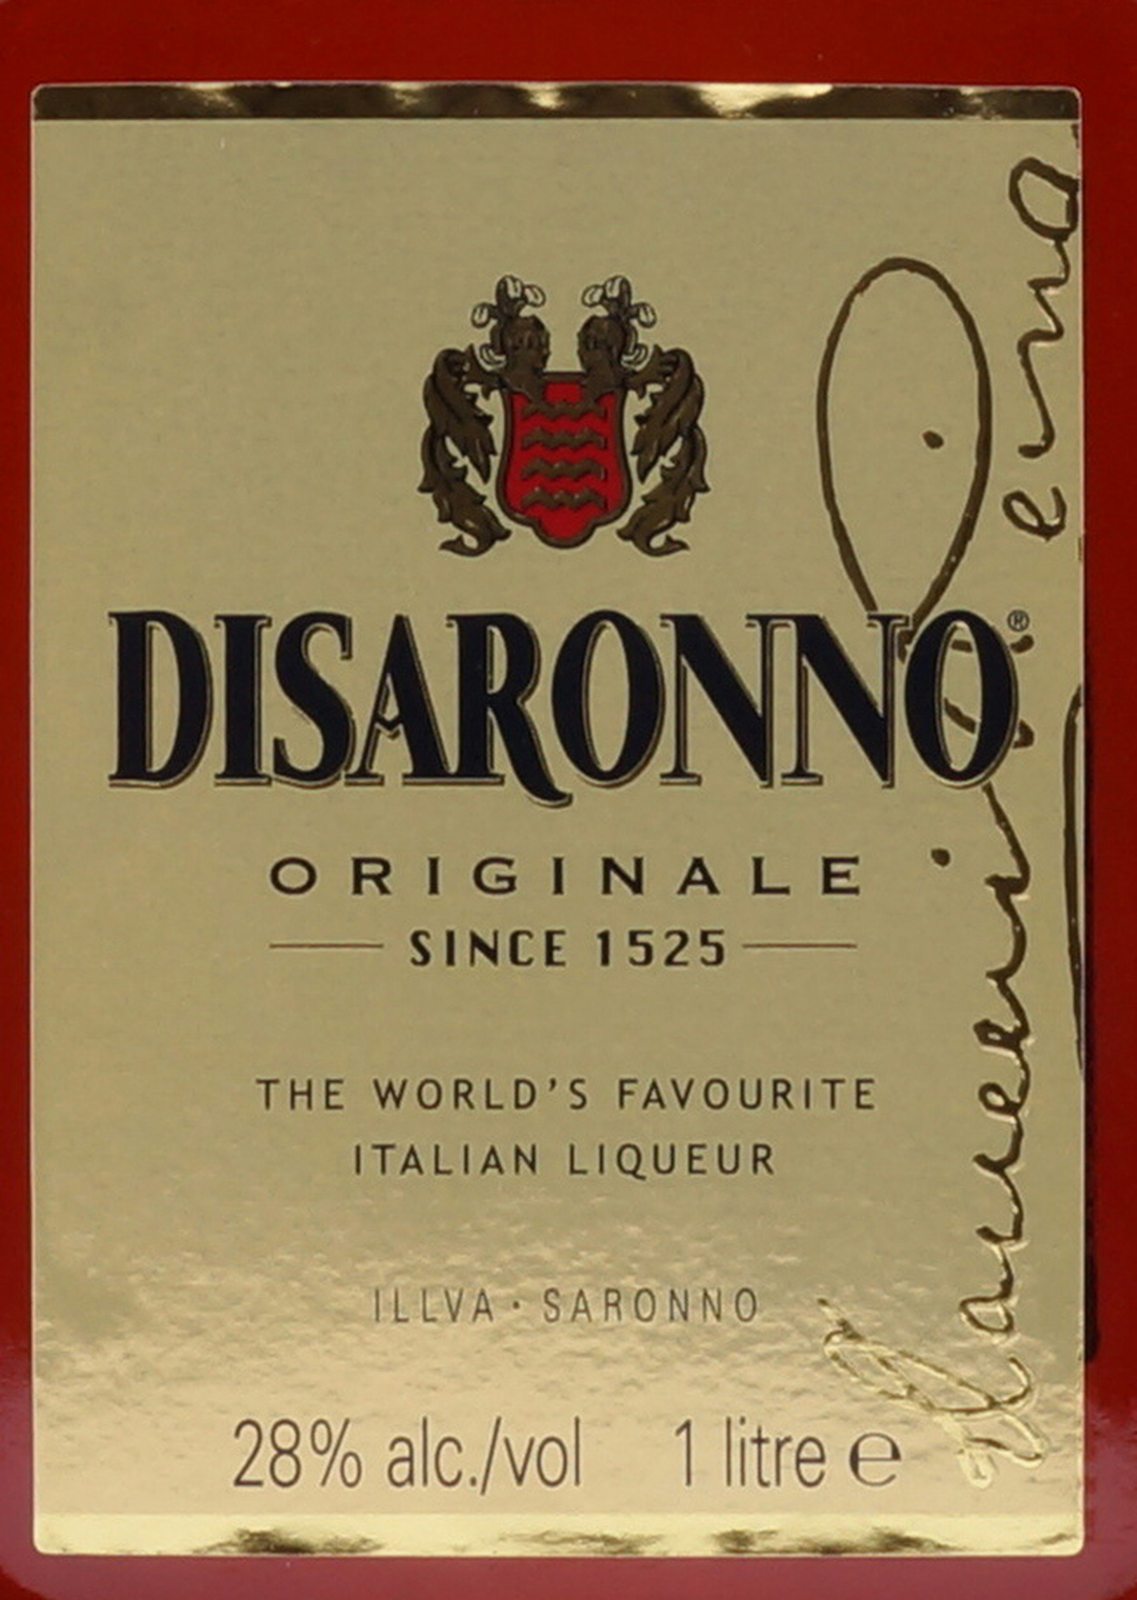 DISARONNO®
ORIGINALE
SINCE 1525
THE WORLD'S FAVOURITE
ITALIAN LIQUEUR
ILLVA · SARONNO
28% alc./vol 1 litre ℮